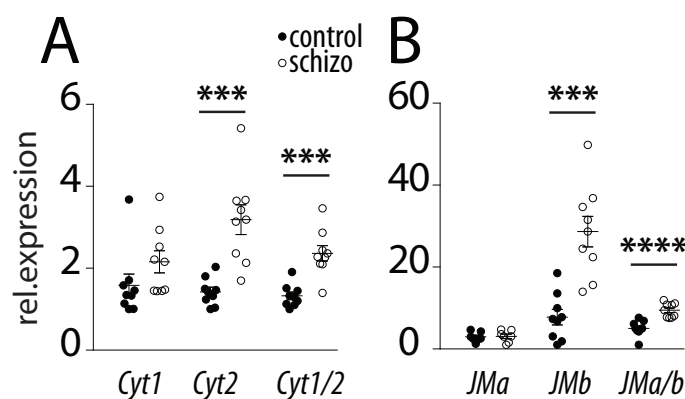 A
●control
○schizo
B
rel.expression
6
4
2
0
***
***
Cyt1 Cyt2 Cyt1/2
60
40
20
0
***
****
JMa JMb JMa/b